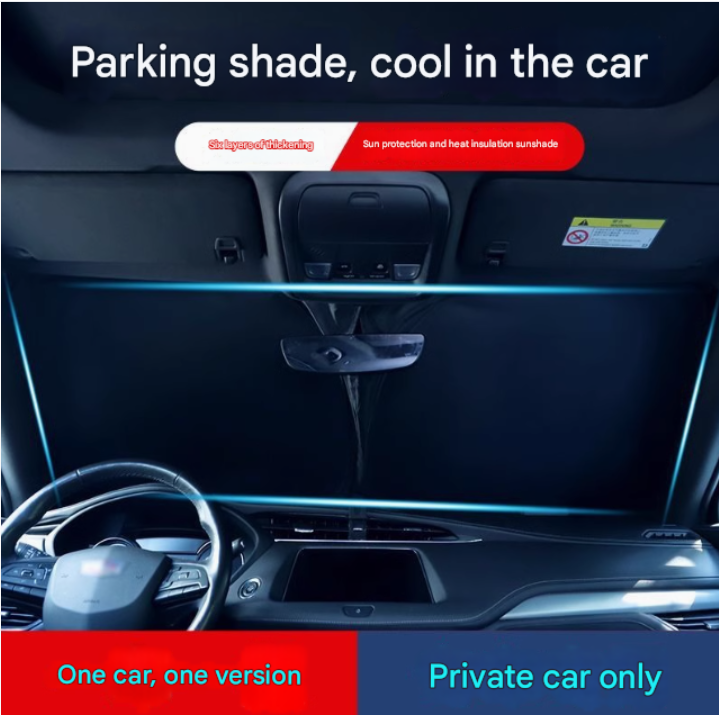 Parking shade, cool in the car
Six layers of thickening
Sun protection and heat insulation sunshade
One car, one version
Private car only